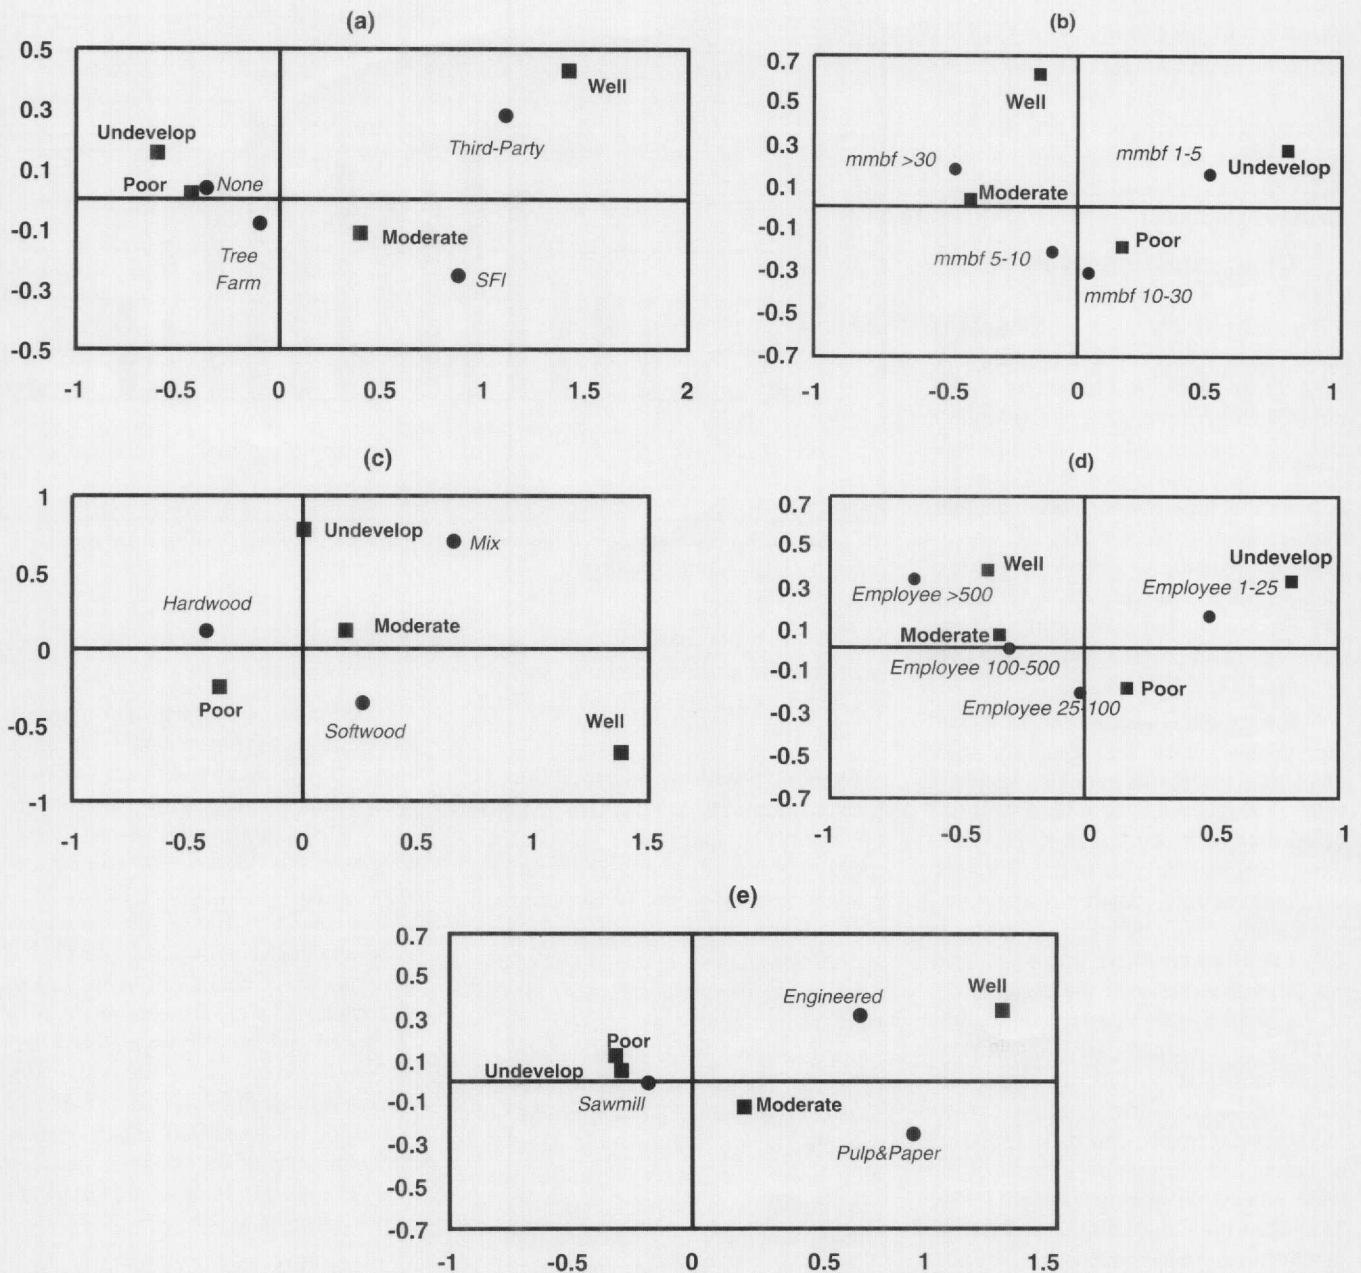 (a)
0.5
0.3
0.1
-0.1
-0.3
-0.5
Well
Third-Party
Undevelop
Poor
None
Tree
Farm
Moderate
SFI
-1
-0.5
0
0.5
1
1.5
2
(b)
0.7
0.5
0.3
0.1
-0.1
-0.3
-0.5
-0.7
Well
mmbf >30
mmbf 1-5
Undevelop
Moderate
Poor
mmbf 5-10
mmbf 10-30
-1
-0.5
0
0.5
1
(c)
1
0.5
0
-0.5
-1
Undevelop
Mix
Hardwood
Moderate
Poor
Softwood
Well
-1
-0.5
0
0.5
1
1.5
(d)
0.7
0.5
0.3
0.1
-0.1
-0.3
-0.5
-0.7
Well
Undevelop
Employee >500
Employee 1-25
Moderate
Employee 100-500
Poor
Employee 25-100
-1
-0.5
0
0.5
1
(e)
0.7
0.5
0.3
0.1
-0.1
-0.3
-0.5
-0.7
Well
Engineered
Poor
Undevelop
Sawmill
Moderate
Pulp&Paper
-1
-0.5
0
0.5
1
1.5